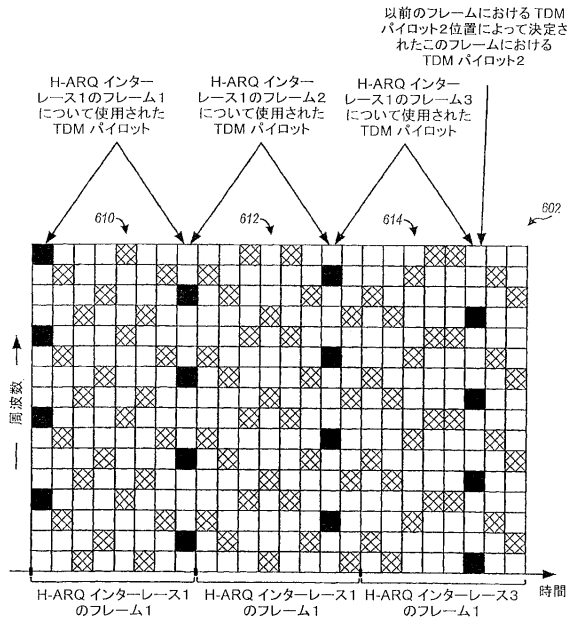 以前のフレームにおける TDM
パイロット2位置によって決定さ
れたこのフレームにおける
TDM パイロット2
H-ARQ インター
レース1のフレーム1
について使用された
TDM パイロット
H-ARQ インター
レース1のフレーム2
について使用された
TDM パイロット
H-ARQ インター
レース1のフレーム3
について使用された
TDM パイロット
610
612
614
602
周波数
時間
H-ARQ インターレース1
のフレーム1
H-ARQ インターレース1
のフレーム1
H-ARQ インターレース3
のフレーム1